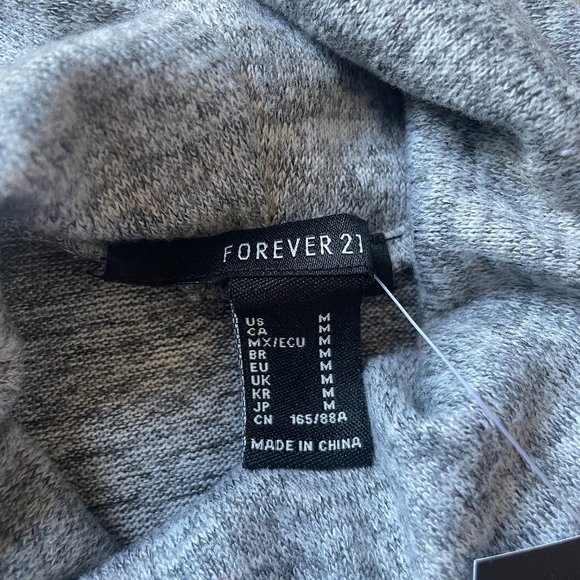 FOREVER 21
US M
CA M
MX/ECU M
BR M
EU M
UK M
KR M
JP M
CN 165/88A
MADE IN CHINA